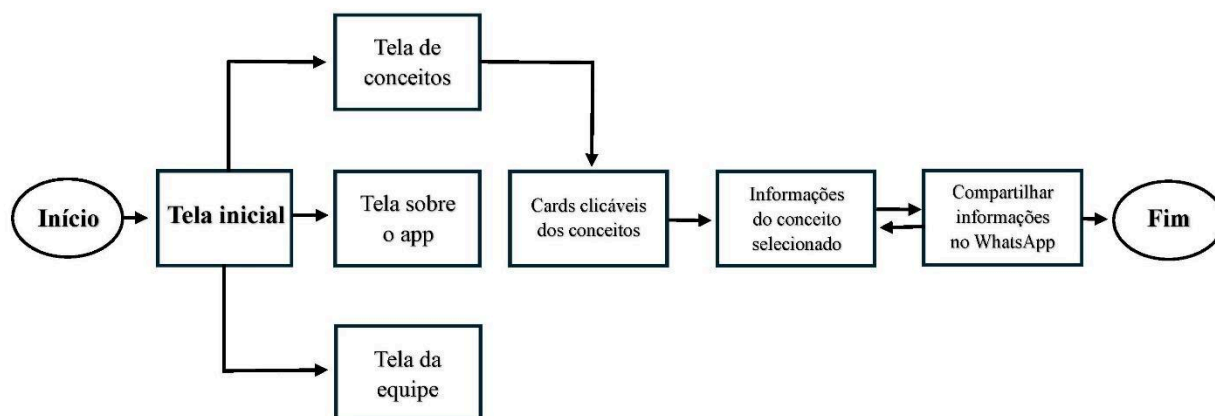 Tela de
conceitos
Início
Tela inicial
Tela sobre
o app
Cards clicáveis
dos conceitos
Informações
do conceito
selecionado
Compartilhar
informações
no WhatsApp
Fim
Tela da
equipe